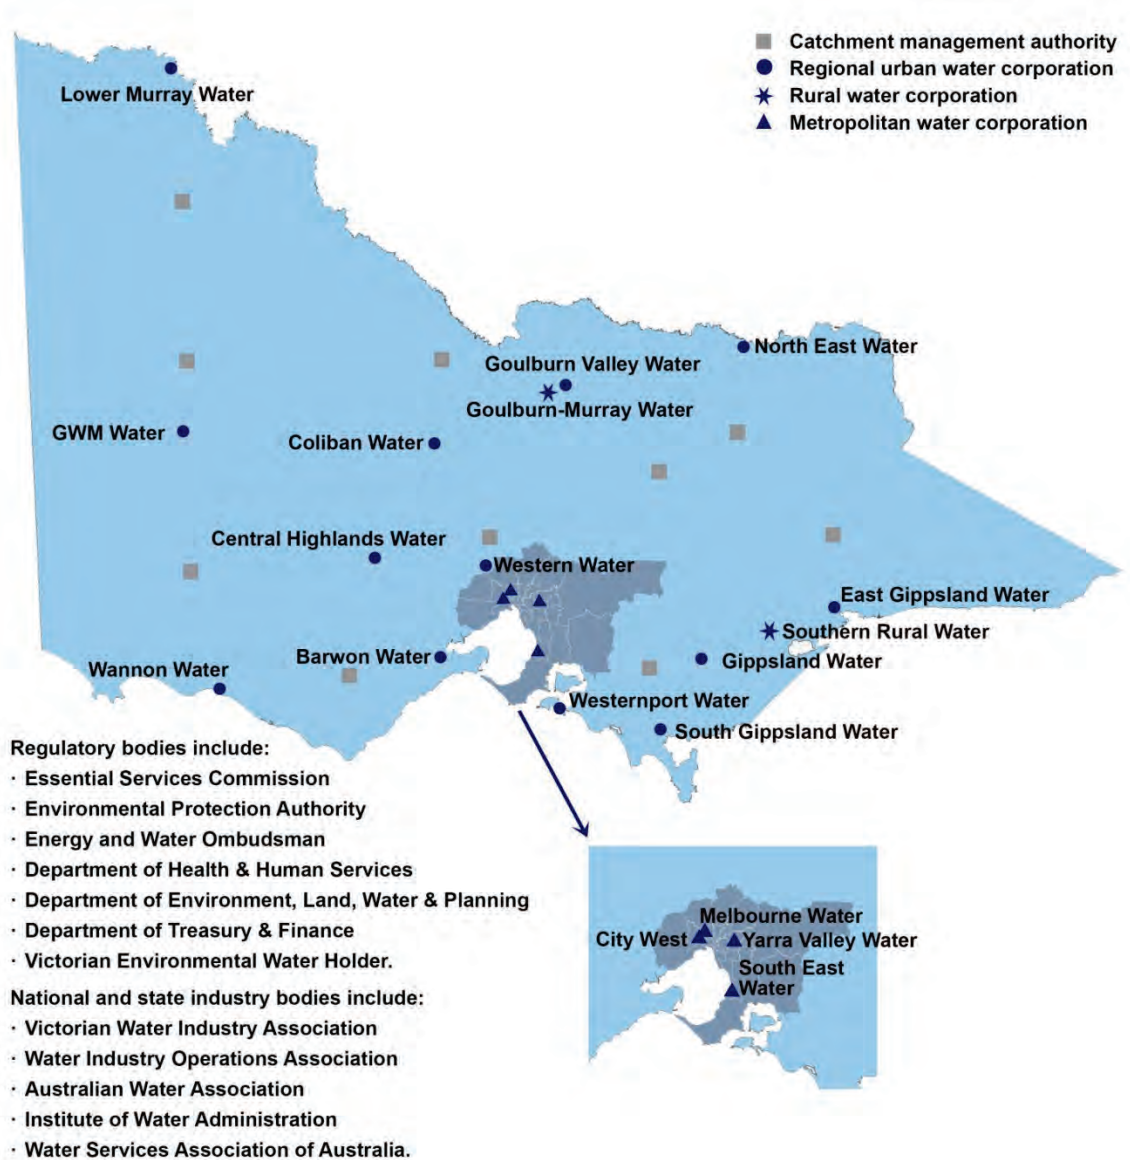 Catchment management authority
Regional urban water corporation
Rural water corporation
Metropolitan water corporation
Lower Murray Water
North East Water
Goulburn Valley Water
Goulburn-Murray Water
GWM Water
Coliban Water
Central Highlands Water
Western Water
East Gippsland Water
Southern Rural Water
Barwon Water
Gippsland Water
Wannon Water
Westernport Water
South Gippsland Water
Regulatory bodies include:
· Essential Services Commission
· Environmental Protection Authority
· Energy and Water Ombudsman
· Department of Health & Human Services
· Department of Environment, Land, Water & Planning
· Department of Treasury & Finance
· Victorian Environmental Water Holder.
National and state industry bodies include:
· Victorian Water Industry Association
· Water Industry Operations Association
· Australian Water Association
· Institute of Water Administration
· Water Services Association of Australia.
Melbourne Water
City West
Yarra Valley Water
South East
Water